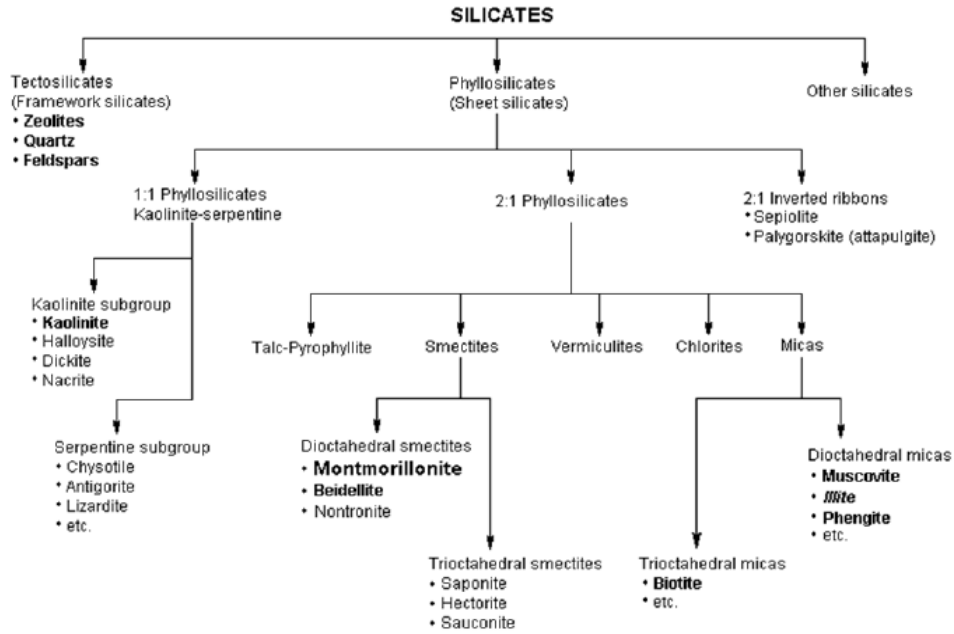 SILICATES
Tectosilicates
(Framework silicates)
• Zeolites
• Quartz
• Feldspars
Phyllosilicates
(Sheet silicates)
Other silicates
1:1 Phyllosilicates
Kaolinite-serpentine
2:1 Phyllosilicates
2:1 Inverted ribbons
• Sepiolite
• Palygorskite (attapulgite)
Kaolinite subgroup
• Kaolinite
• Halloysite
• Dickite
• Nacrite
Talc-Pyrophyllite
Smectites
Vermiculites
Chlorites
Micas
Serpentine subgroup
• Chysotile
• Antigorite
• Lizardite
• etc.
Dioctahedral smectites
• Montmorillonite
• Beidellite
• Nontronite
Dioctahedral micas
• Muscovite
• Illite
• Phengite
• etc.
Trioctahedral smectites
• Saponite
• Hectorite
• Sauconite
Trioctahedral micas
• Biotite
• etc.